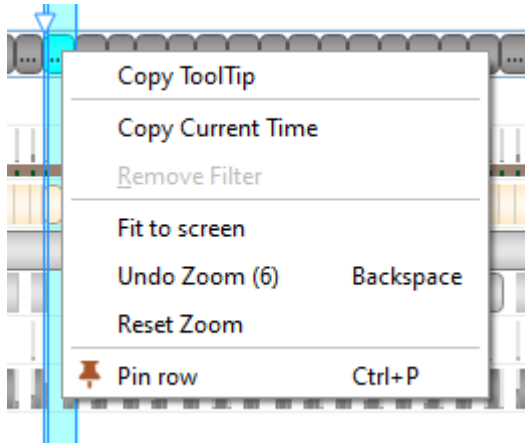 ...
...
...
Copy ToolTip
Copy Current Time
Remove Filter
Fit to screen
Undo Zoom (6) Backspace
Reset Zoom
Pin row Ctrl+P